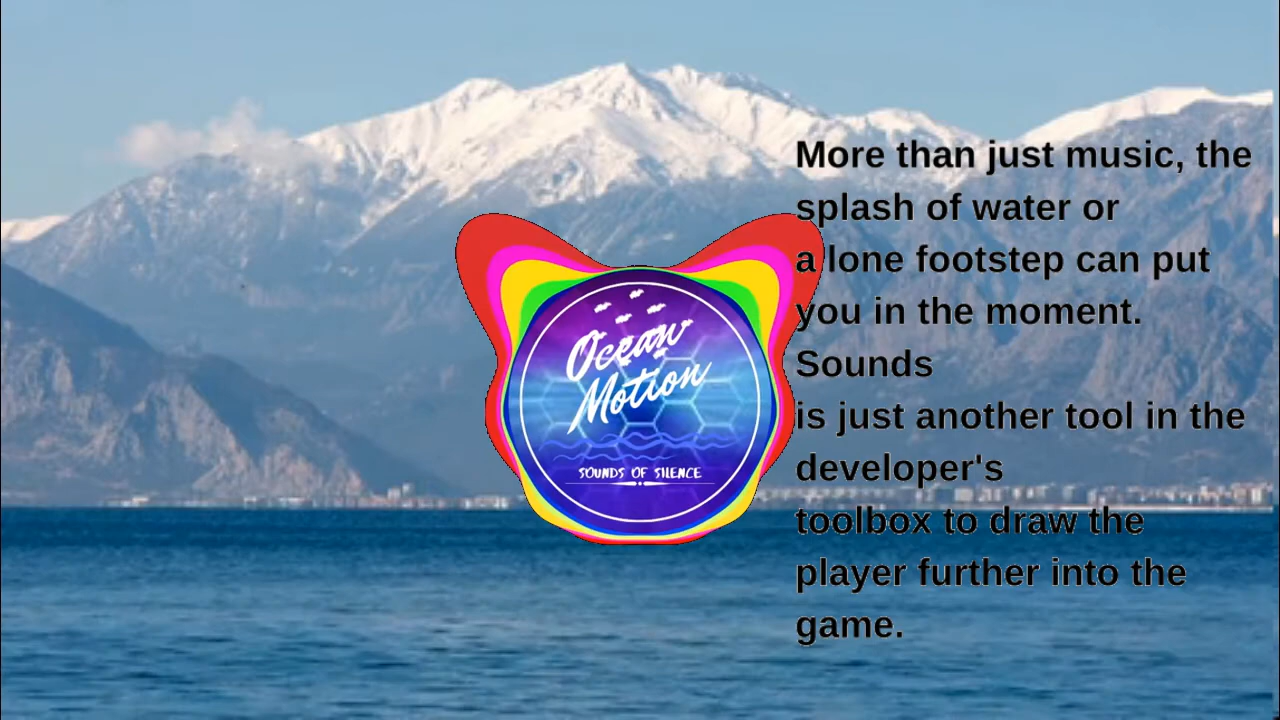 Ocean
Motion
SOUNDS OF SILENCE
More than just music, the
splash of water or
a lone footstep can put
you in the moment.
Sounds
is just another tool in the
developer's
toolbox to draw the
player further into the
game.